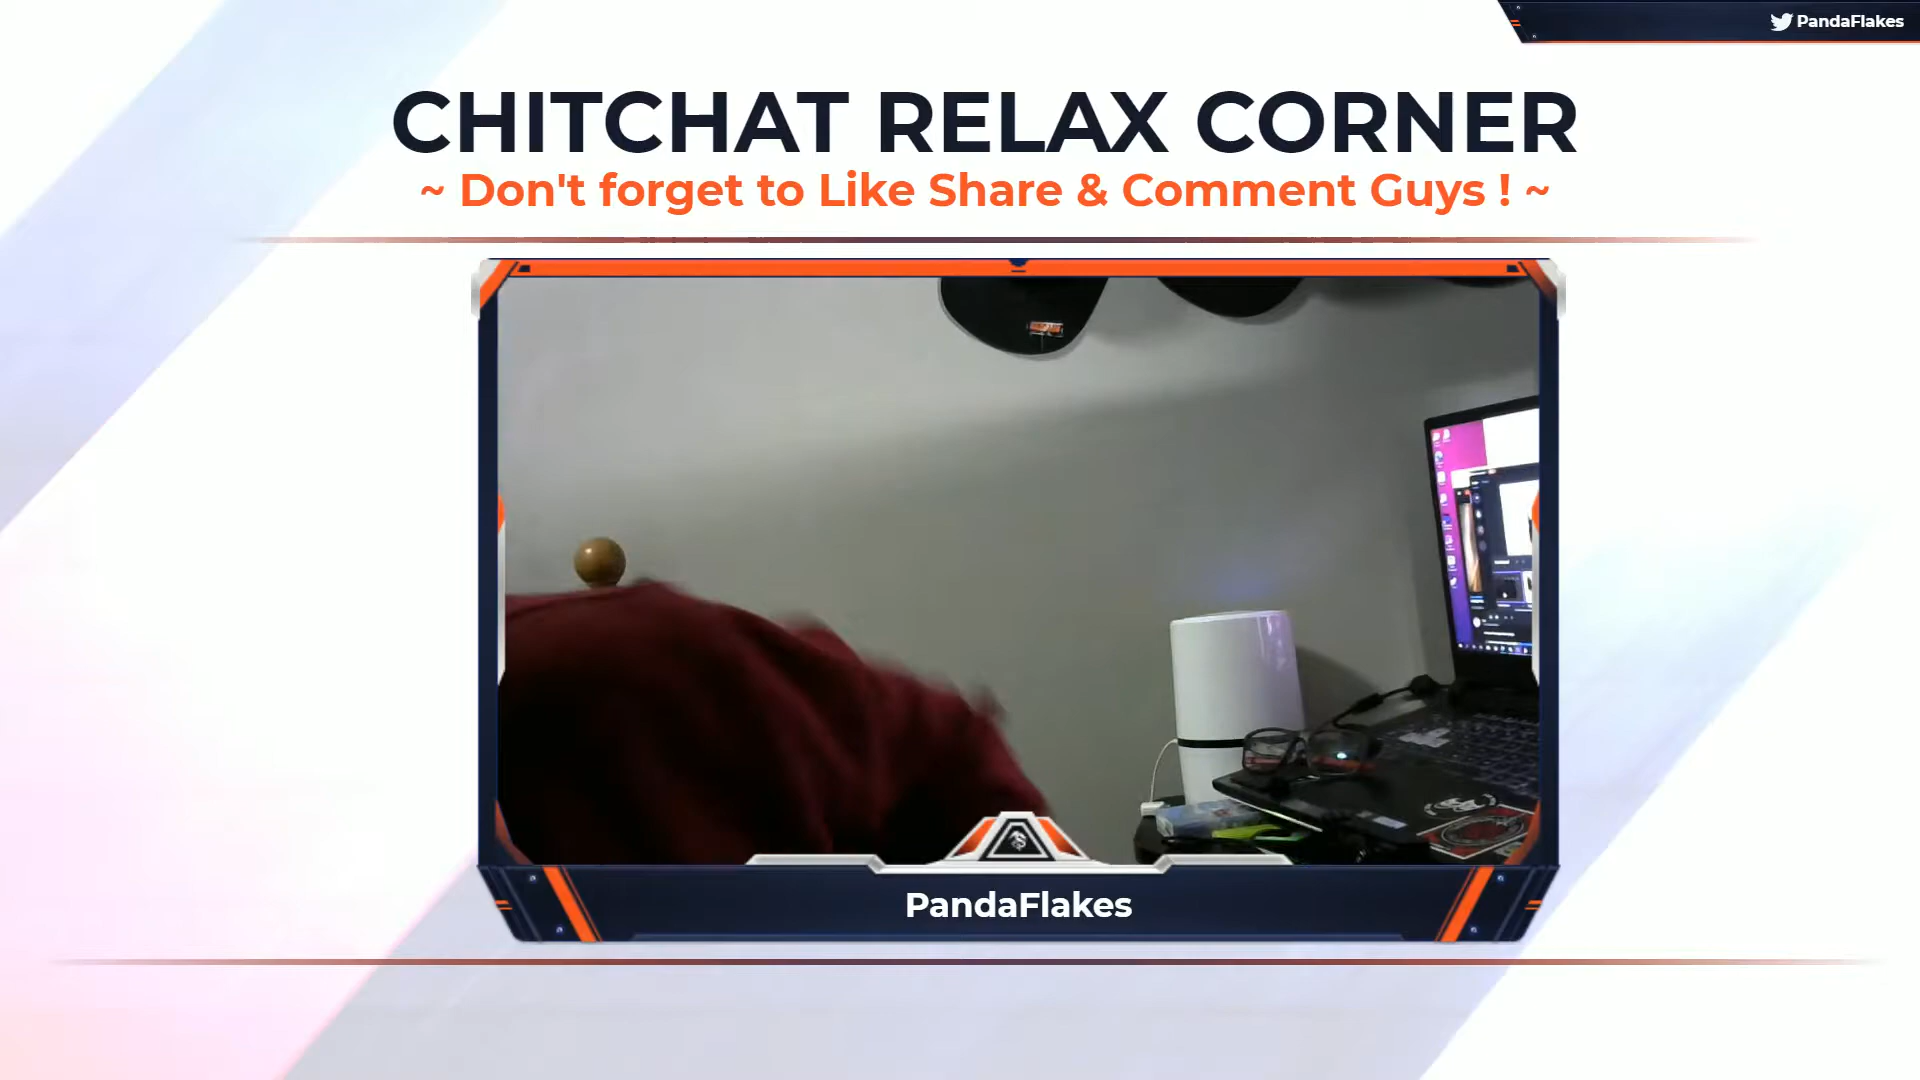 PandaFlakes
CHITCHAT RELAX CORNER
~ Don't forget to Like Share & Comment Guys ! ~
PandaFlakes